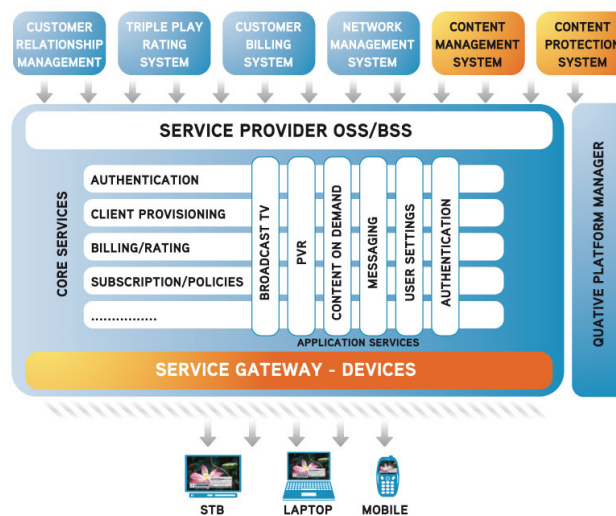 CUSTOMER
RELATIONSHIP
MANAGEMENT
TRIPLE PLAY
RATING
SYSTEM
CUSTOMER
BILLING
SYSTEM
NETWORK
MANAGEMENT
SYSTEM
CONTENT
MANAGEMENT
SYSTEM
CONTENT
PROTECTION
SYSTEM
SERVICE PROVIDER OSS/BSS
CORE SERVICES
AUTHENTICATION
CLIENT PROVISIONING
BILLING/RATING
SUBSCRIPTION/POLICIES
................
BROADCAST TV
PVR
CONTENT ON DEMAND
MESSAGING
USER SETTINGS
AUTHENTICATION
APPLICATION SERVICES
QUATIVE PLATFORM MANAGER
SERVICE GATEWAY - DEVICES
STB
LAPTOP
MOBILE